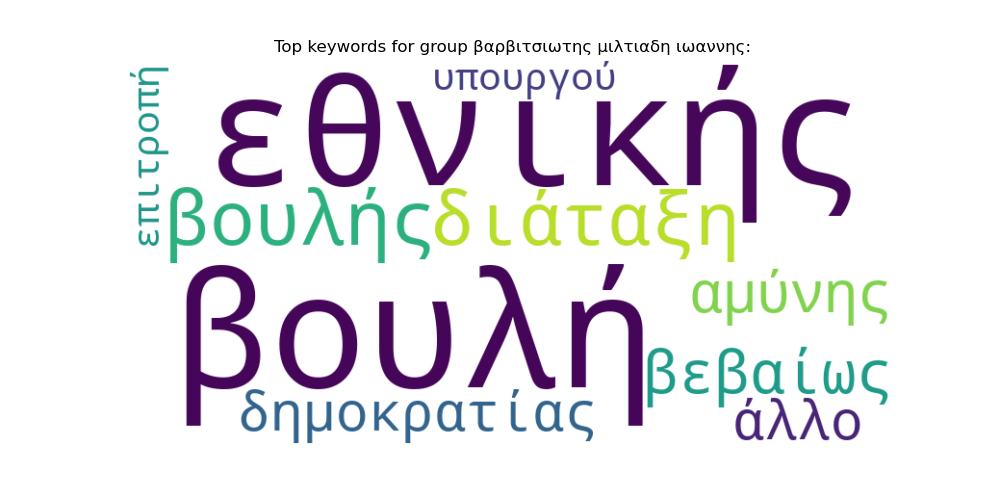 Top keywords for group βαρβιτσιωτης μιλτιαδη ιωαννης:
επιτροπή
υπουργού
εθνικής
βουλής
διάταξη
βουλή
αμύνης
βεβαίως
δημοκρατίας
άλλο